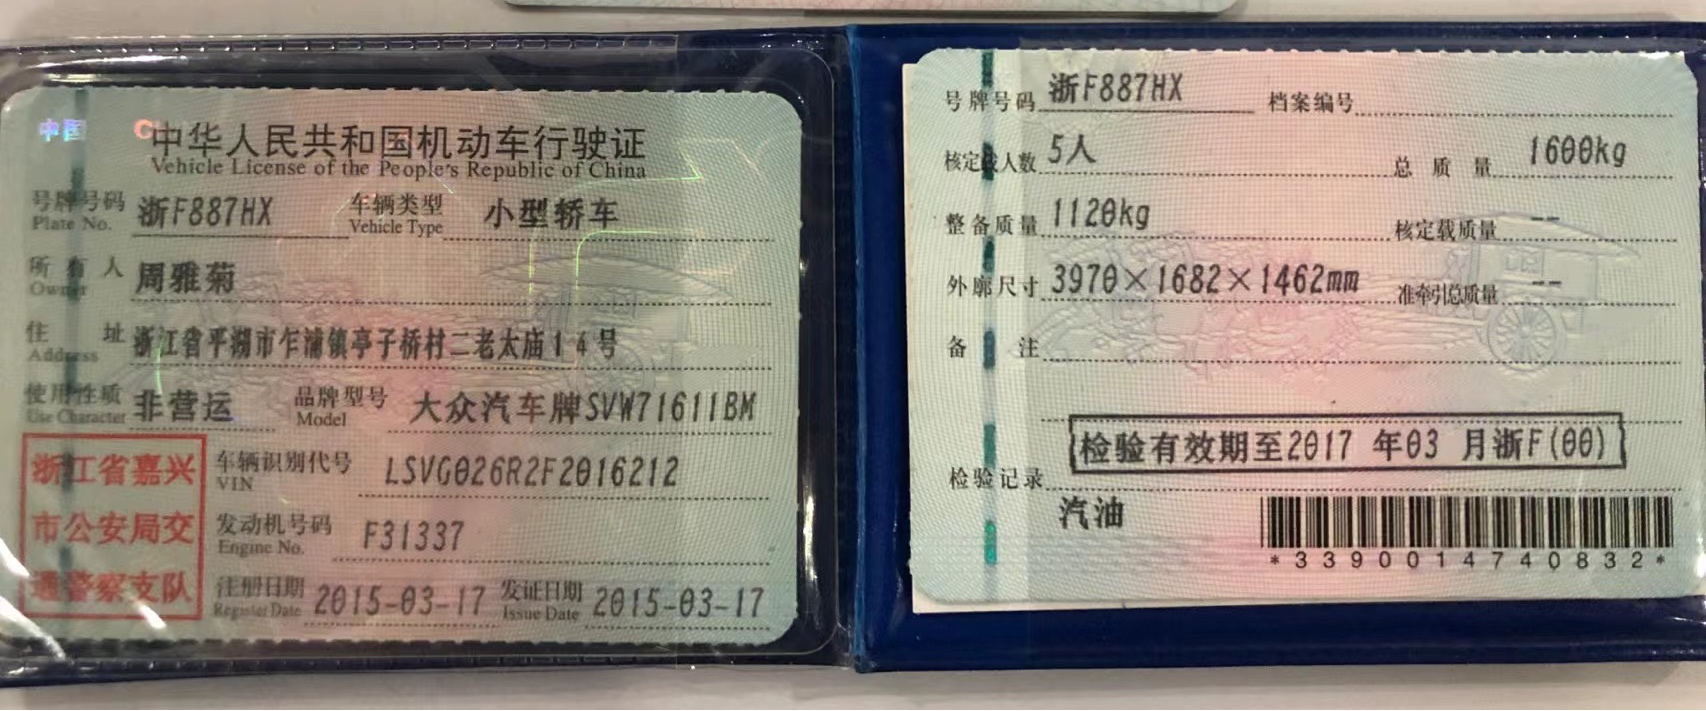 中国
中华人民共和国机动车行驶证
Vehicle License of the People's Republic of China
号牌号码 浙F887HX 车辆类型 小型轿车
Plate No. Vehicle Type
所有人 周雅菊
Owner
住址 浙江省平湖市乍浦镇亭子桥村二老太庙14号
Address
使用性质 非营运 品牌型号 大众汽车牌SVW71611BM
Use Character Model
浙江省嘉兴
市公安局交
通警察支队
车辆识别代号 LSVG026R2F2016212
VIN
发动机号码 F31337
Engine No.
注册日期 2015-03-17 发证日期 2015-03-17
Register Date Issue Date
号牌号码 浙F887HX 档案编号
核定载人数 5人 总质量 1600kg
整备质量 1120kg 核定载质量 --
外廓尺寸 3970×1682×1462mm 准牵引总质量 --
备注
检验有效期至2017 年03 月浙F(00)
检验记录
汽油
*3390014740832*